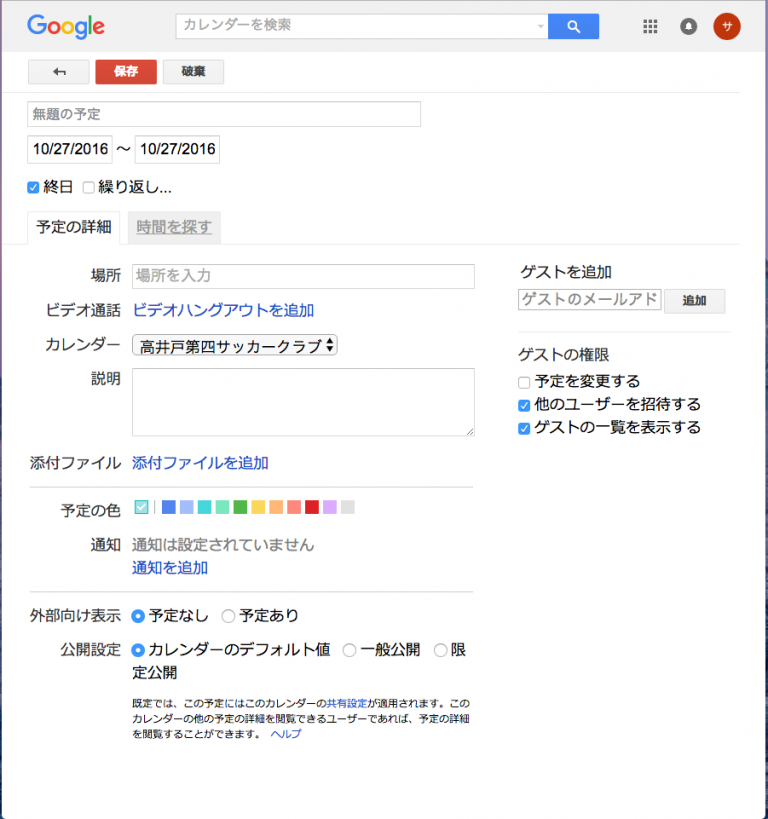 Google カレンダーを検索 サ
保存 破棄
無題の予定
10/27/2016 ～ 10/27/2016
終日 繰り返し...
予定の詳細 時間を探す
場所 場所を入力
ビデオ通話 ビデオハングアウトを追加
カレンダー 高井戸第四サッカークラブ
説明
添付ファイル 添付ファイルを追加
予定の色
通知 通知は設定されていません
通知を追加
外部向け表示 予定なし 予定あり
公開設定 カレンダーのデフォルト値 一般公開 限
定公開
既定では、この予定にはこのカレンダーの共有設定が適用されます。この
カレンダーの他の予定の詳細を閲覧できるユーザーであれば、予定の詳細
を閲覧することができます。 ヘルプ
ゲストを追加
ゲストのメールアド 追加
ゲストの権限
予定を変更する
他のユーザーを招待する
ゲストの一覧を表示する